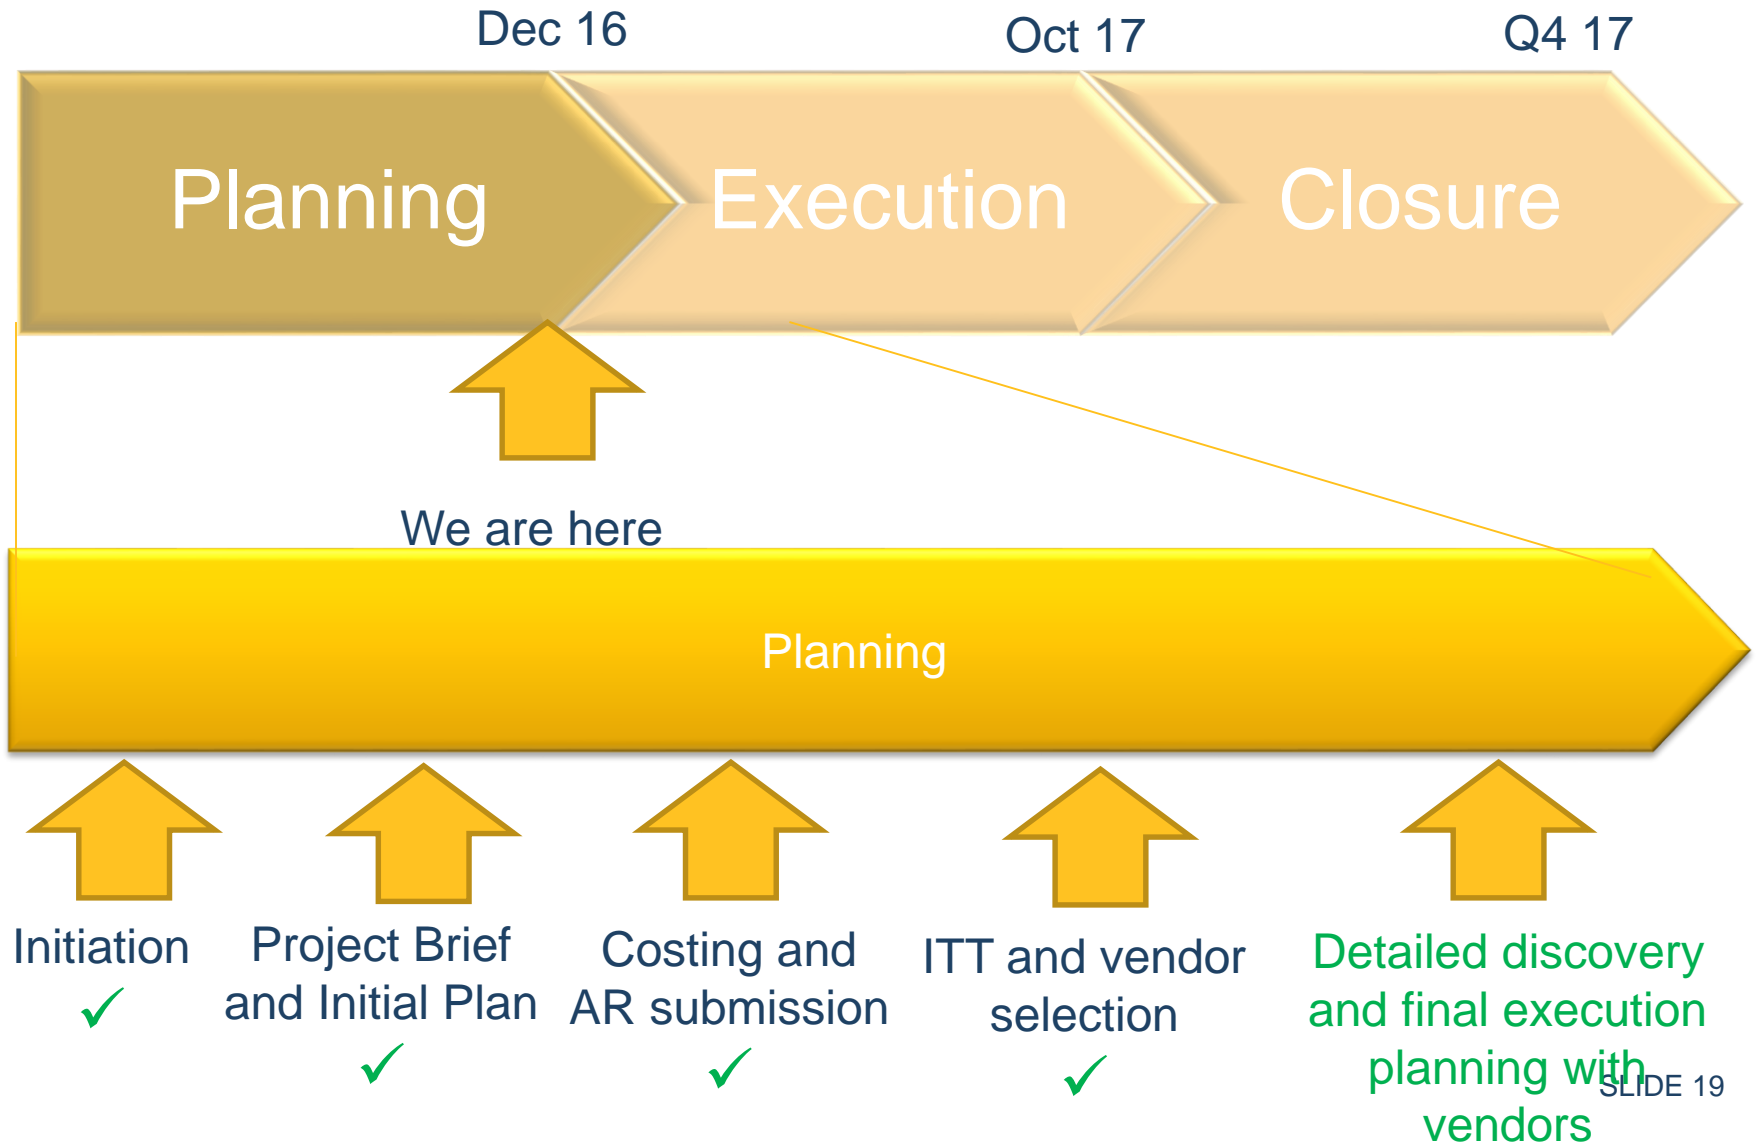 Dec 16
Oct 17
Q4 17
Planning
Execution
Closure
We are here
Planning
Initiation
✓
Project Brief
and Initial Plan
✓
Costing and
AR submission
✓
ITT and vendor
selection
✓
Detailed discovery
and final execution
planning with
vendors
SLIDE 19